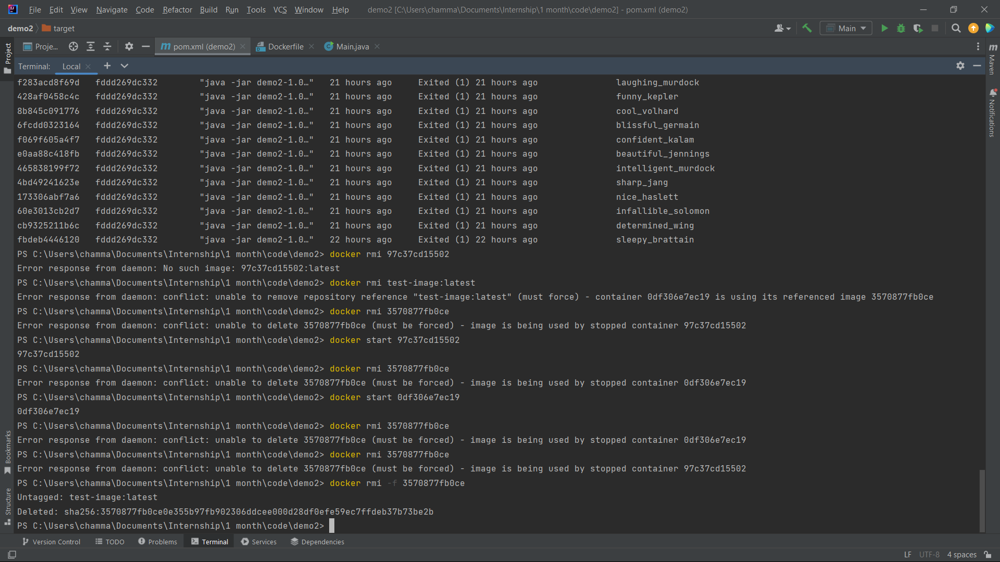 File Edit View Navigate Code Refactor Build Run Tools VCS Window Help demo2 [C:\Users\chamma\Documents\Internship\1 month\code\demo2] - pom.xml (demo2)
demo2 target Main
Project
Proje... m pom.xml (demo2) Dockerfile Main.java
m Maven
Notifications
Terminal: Local
f283acd8f69d fddd269dc332 "java -jar demo2-1.0…" 21 hours ago Exited (1) 21 hours ago laughing_murdock
428af0458c4c fddd269dc332 "java -jar demo2-1.0…" 21 hours ago Exited (1) 21 hours ago funny_kepler
8b845c091776 fddd269dc332 "java -jar demo2-1.0…" 21 hours ago Exited (1) 21 hours ago cool_volhard
6fcdd0323164 fddd269dc332 "java -jar demo2-1.0…" 21 hours ago Exited (1) 21 hours ago blissful_germain
f069f605a4f7 fddd269dc332 "java -jar demo2-1.0…" 21 hours ago Exited (1) 21 hours ago confident_kalam
e0aa88c418fb fddd269dc332 "java -jar demo2-1.0…" 21 hours ago Exited (1) 21 hours ago beautiful_jennings
465838199f72 fddd269dc332 "java -jar demo2-1.0…" 21 hours ago Exited (1) 21 hours ago intelligent_murdock
4bd49241623e fddd269dc332 "java -jar demo2-1.0…" 21 hours ago Exited (1) 21 hours ago sharp_jang
173306abf7a6 fddd269dc332 "java -jar demo2-1.0…" 21 hours ago Exited (1) 21 hours ago nice_haslett
60e3013cb2d7 fddd269dc332 "java -jar demo2-1.0…" 21 hours ago Exited (1) 21 hours ago infallible_solomon
cb9325211b6c fddd269dc332 "java -jar demo2-1.0…" 21 hours ago Exited (1) 21 hours ago determined_wing
fbdeb4446120 fddd269dc332 "java -jar demo2-1.0…" 22 hours ago Exited (1) 22 hours ago sleepy_brattain
PS C:\Users\chamma\Documents\Internship\1 month\code\demo2> docker rmi 97c37cd15502
Error response from daemon: No such image: 97c37cd15502:latest
PS C:\Users\chamma\Documents\Internship\1 month\code\demo2> docker rmi test-image:latest
Error response from daemon: conflict: unable to remove repository reference "test-image:latest" (must force) - container 0df306e7ec19 is using its referenced image 3570877fb0ce
PS C:\Users\chamma\Documents\Internship\1 month\code\demo2> docker rmi 3570877fb0ce
Error response from daemon: conflict: unable to delete 3570877fb0ce (must be forced) - image is being used by stopped container 97c37cd15502
PS C:\Users\chamma\Documents\Internship\1 month\code\demo2> docker start 97c37cd15502
97c37cd15502
PS C:\Users\chamma\Documents\Internship\1 month\code\demo2> docker rmi 3570877fb0ce
Error response from daemon: conflict: unable to delete 3570877fb0ce (must be forced) - image is being used by stopped container 0df306e7ec19
PS C:\Users\chamma\Documents\Internship\1 month\code\demo2> docker start 0df306e7ec19
0df306e7ec19
PS C:\Users\chamma\Documents\Internship\1 month\code\demo2> docker rmi 3570877fb0ce
Error response from daemon: conflict: unable to delete 3570877fb0ce (must be forced) - image is being used by stopped container 0df306e7ec19
PS C:\Users\chamma\Documents\Internship\1 month\code\demo2> docker rmi 3570877fb0ce
Error response from daemon: conflict: unable to delete 3570877fb0ce (must be forced) - image is being used by stopped container 97c37cd15502
PS C:\Users\chamma\Documents\Internship\1 month\code\demo2> docker rmi -f 3570877fb0ce
Untagged: test-image:latest
Deleted: sha256:3570877fb0ce0e355b97fb902306ddcee000d28df0efe59ec7ffdeb37b73be2b
PS C:\Users\chamma\Documents\Internship\1 month\code\demo2>
Bookmarks
Structure
Version Control TODO Problems Terminal Services Dependencies
LF UTF-8 4 spaces